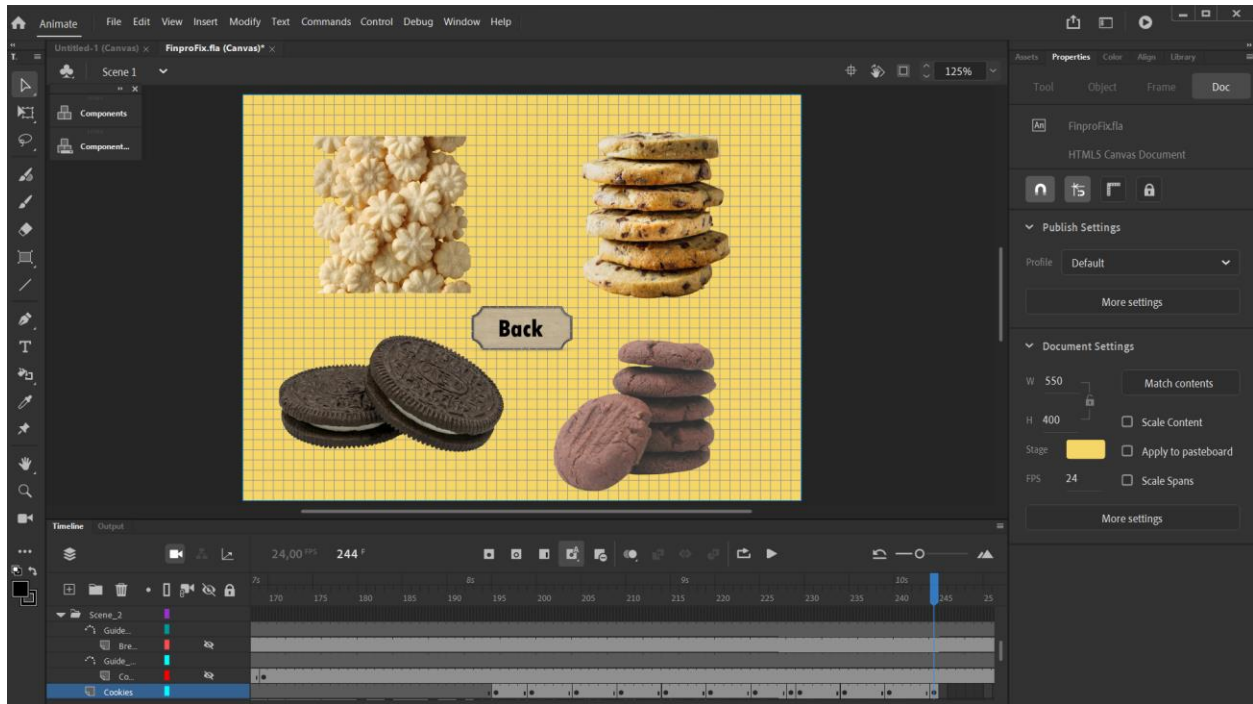 Animate File Edit View Insert Modify Text Commands Control Debug Window Help
Untitled-1 (Canvas) × FinproFix.fla (Canvas)* ×
Scene 1
125%
Components
Component...
Back
Assets Properties Color Align Library
Tool Object Frame Doc
An FinproFix.fla
HTML5 Canvas Document
Publish Settings
Profile Default
More settings
Document Settings
W 550 Match contents
H 400 Scale Content
Stage Apply to pasteboard
FPS 24 Scale Spans
More settings
Timeline Output
24,00 FPS 244 F
7s 8s 9s 10s
170 175 180 185 190 195 200 205 210 215 220 225 230 235 240 245 25
Scene_2
Guide...
Bre...
Guide_...
Co...
Cookies